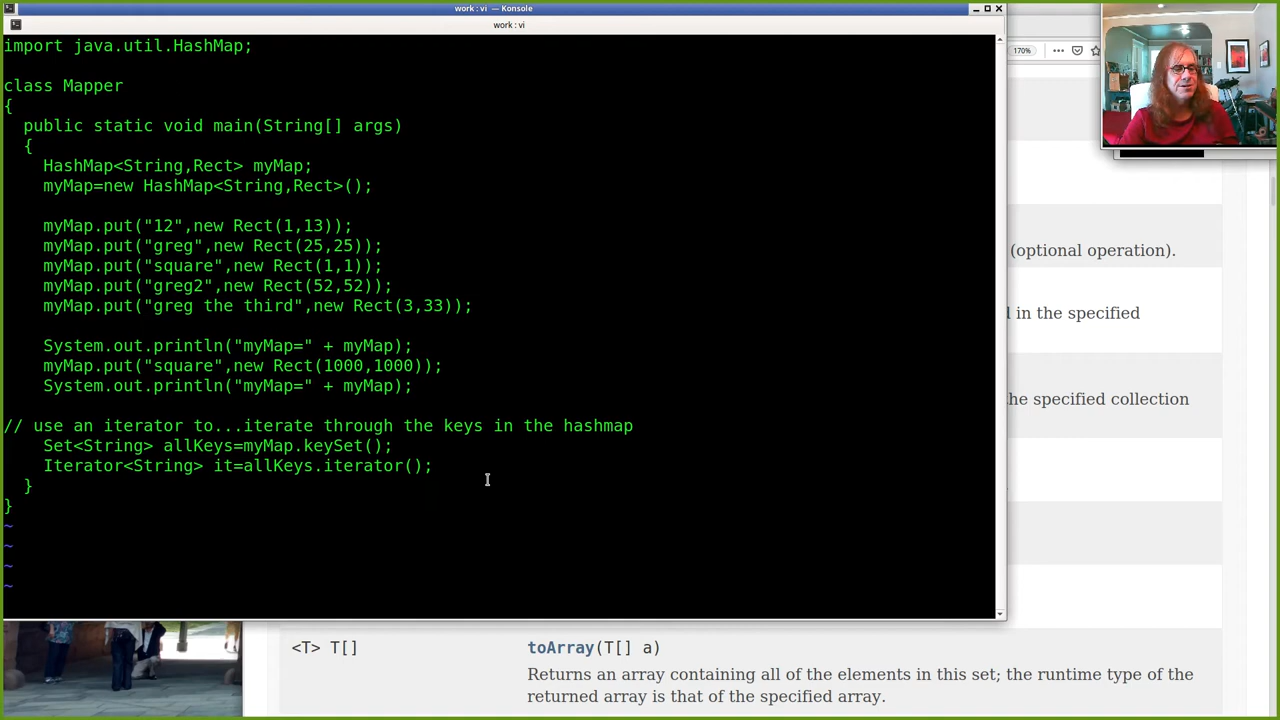 work : vi — Konsole
work : vi
import java.util.HashMap;
class Mapper
{
public static void main(String[] args)
{
HashMap<String,Rect> myMap;
myMap=new HashMap<String,Rect>();
myMap.put("12",new Rect(1,13));
myMap.put("greg",new Rect(25,25));
myMap.put("square",new Rect(1,1));
myMap.put("greg2",new Rect(52,52));
myMap.put("greg the third",new Rect(3,33));
System.out.println("myMap=" + myMap);
myMap.put("square",new Rect(1000,1000));
System.out.println("myMap=" + myMap);
// use an iterator to...iterate through the keys in the hashmap
Set<String> allKeys=myMap.keySet();
Iterator<String> it=allKeys.iterator();
}
}
~
~
~
~
170%
(optional operation).
in the specified
the specified collection
<T> T[]
toArray(T[] a)
Returns an array containing all of the elements in this set; the runtime type of the
returned array is that of the specified array.